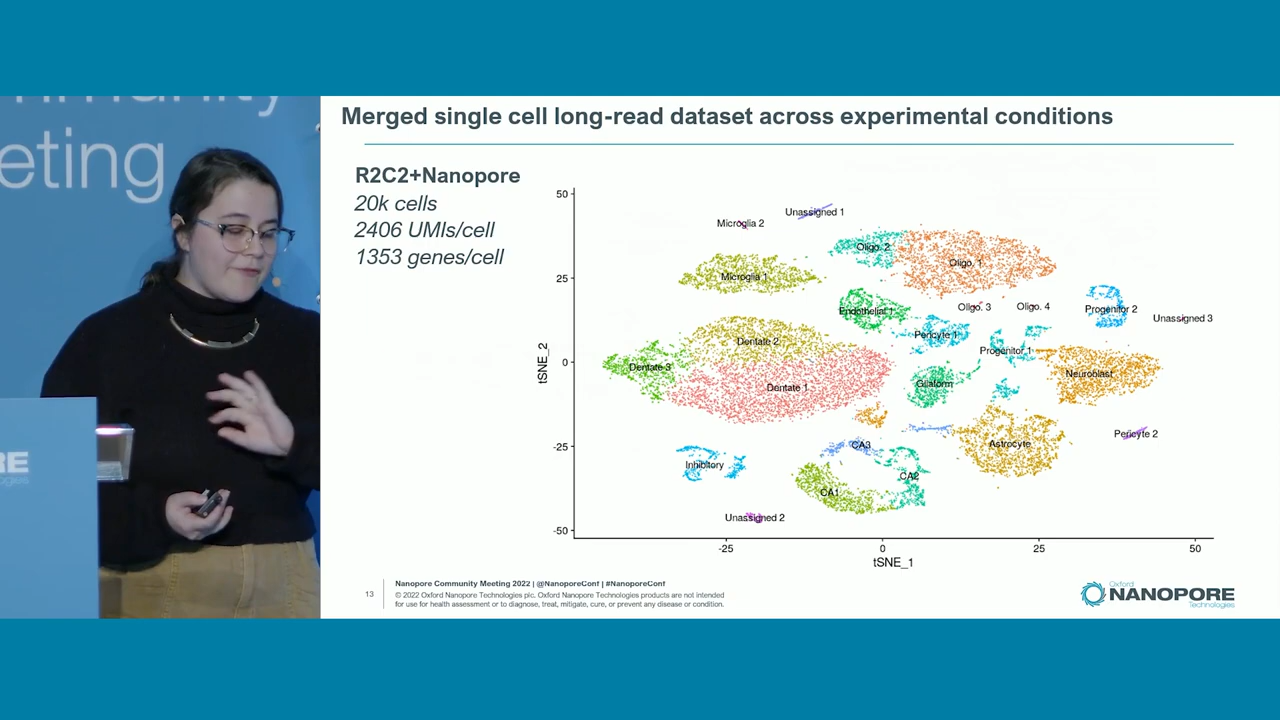 eting
RE
Merged single cell long-read dataset across experimental conditions
R2C2+Nanopore
20k cells
2406 UMIs/cell
1353 genes/cell
tSNE_2
50
25
0
-25
-50
Unassigned 1
Microglia 2
Oligo. 2
Oligo. 1
Microglia 1
Endothelial 1
Oligo. 3
Oligo. 4
Progenitor 2
Unassigned 3
Pericyte 1
Dentate 2
Progenitor 1
Dentate 3
Neuroblast
Dentate 1
Gliaform
Pericyte 2
CA3
Astrocyte
Inhibitory
CA2
CA1
Unassigned 2
-25
0
25
50
tSNE_1
13
Nanopore Community Meeting 2022 | @NanoporeConf | #NanoporeConf
© 2022 Oxford Nanopore Technologies plc. Oxford Nanopore Technologies products are not intended
for use for health assessment or to diagnose, treat, mitigate, cure, or prevent any disease or condition.
Oxford
NANOPORE
Technologies